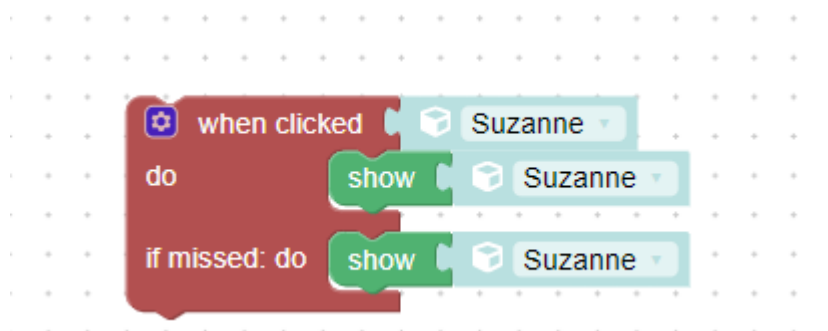 when clicked Suzanne
do show Suzanne
if missed: do show Suzanne